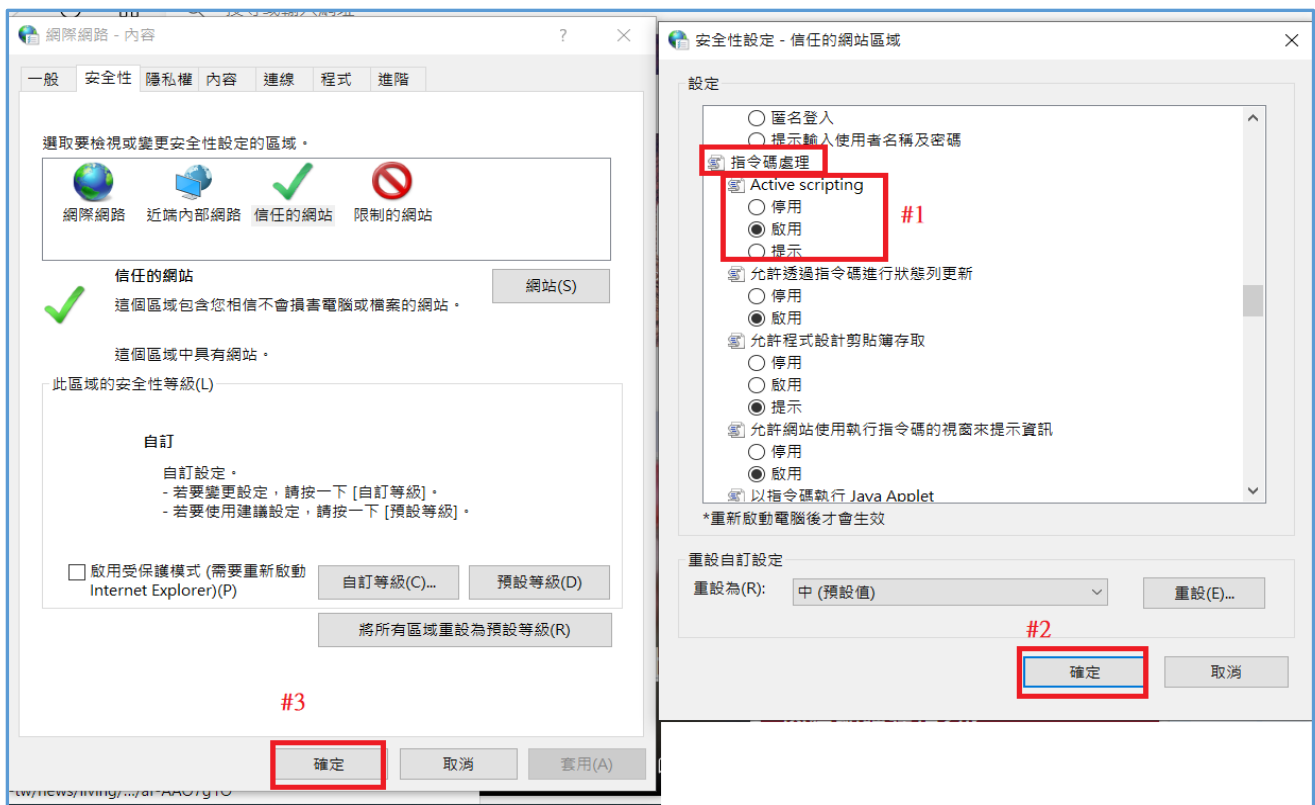 網際網路 - 內容
一般 安全性 隱私權 內容 連線 程式 進階
選取要檢視或變更安全性設定的區域。
網際網路 近端內部網路 信任的網站 限制的網站
信任的網站
網站(S)
這個區域包含您相信不會損害電腦或檔案的網站。
這個區域中具有網站。
此區域的安全性等級(L)
自訂
自訂設定。
- 若要變更設定，請按一下 [自訂等級]。
- 若要使用建議設定，請按一下 [預設等級]。
啟用受保護模式 (需要重新啟動
Internet Explorer)(P)
自訂等級(C)...
預設等級(D)
將所有區域重設為預設等級(R)
#3
確定
取消
套用(A)
安全性設定 - 信任的網站區域
設定
匿名登入
提示輸入使用者名稱及密碼
指令碼處理
Active scripting
停用
#1
啟用
提示
允許透過指令碼進行狀態列更新
停用
啟用
允許程式設計剪貼簿存取
停用
啟用
提示
允許網站使用執行指令碼的視窗來提示資訊
停用
啟用
以指令碼執行 Java Applet
*重新啟動電腦後才會生效
重設自訂設定
重設為(R):
中 (預設值)
重設(E)...
#2
確定
取消